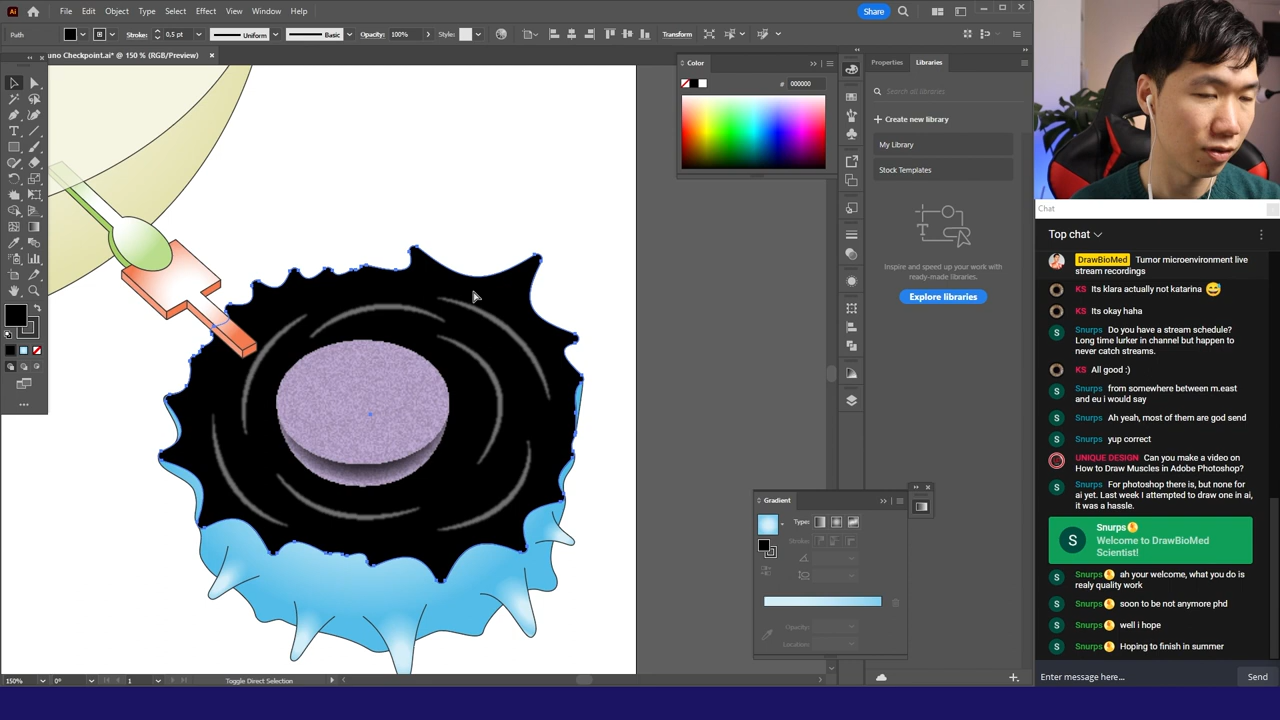 Ai File Edit Object Type Select Effect View Window Help Share
Path Stroke: 0.5 pt Uniform Basic Opacity: 100% Style: Transform
uno Checkpoint.ai* @ 150 % (RGB/Preview) ×
Color
# 000000
Properties Libraries
Search all libraries
Create new library
My Library
Stock Templates
Inspire and speed up your work with
ready-made libraries.
Explore libraries
Gradient
Type:
Stroke:
Opacity:
Location:
150% 0° 1 Toggle Direct Selection
Chat
Top chat
DrawBioMed Tumor microenvironment live
stream recordings
KS Its klara actually not katarina
KS Its okay haha
S Snurps Do you have a stream schedule?
Long time lurker in channel but happen to
never catch streams.
KS All good :)
S Snurps from somewhere between m.east
and eu i would say
S Snurps Ah yeah, most of them are god send
S Snurps yup correct
UNIQUE DESIGN Can you make a video on
How to Draw Muscles in Adobe Photoshop?
S Snurps For photoshop there is, but none for
ai yet. Last week I attempted to draw one in ai,
it was a hassle.
S Snurps
Welcome to DrawBioMed
Scientist!
S Snurps ah your welcome, what you do is
realy quality work
S Snurps soon to be not anymore phd
S Snurps well i hope
S Snurps Hoping to finish in summer
Enter message here... Send